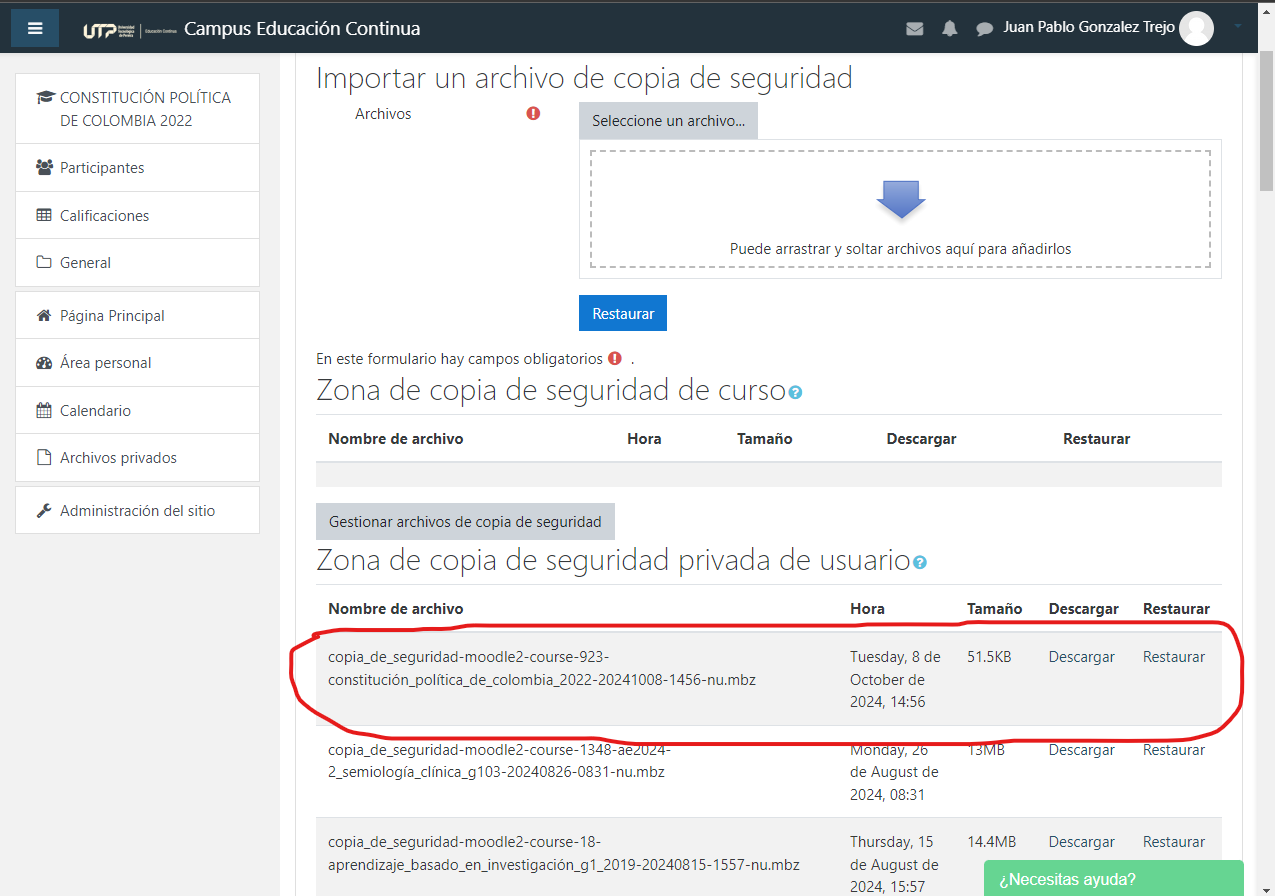 UTP Universidad Tecnológica de Pereira Educación Continua Campus Educación Continua Juan Pablo Gonzalez Trejo
CONSTITUCIÓN POLÍTICA
DE COLOMBIA 2022
Participantes
Calificaciones
General
Página Principal
Área personal
Calendario
Archivos privados
Administración del sitio
Importar un archivo de copia de seguridad
Archivos
Seleccione un archivo...
Puede arrastrar y soltar archivos aquí para añadirlos
Restaurar
En este formulario hay campos obligatorios .
Zona de copia de seguridad de curso
Nombre de archivo Hora Tamaño Descargar Restaurar
Gestionar archivos de copia de seguridad
Zona de copia de seguridad privada de usuario
Nombre de archivo Hora Tamaño Descargar Restaurar
copia_de_seguridad-moodle2-course-923- Tuesday, 8 de 51.5KB Descargar Restaurar
constitución_política_de_colombia_2022-20241008-1456-nu.mbz October de
2024, 14:56
copia_de_seguridad-moodle2-course-1348-ae2024- Monday, 26 13MB Descargar Restaurar
2_semiología_clínica_g103-20240826-0831-nu.mbz de August de
2024, 08:31
copia_de_seguridad-moodle2-course-18- Thursday, 15 14.4MB Descargar Restaurar
aprendizaje_basado_en_investigación_g1_2019-20240815-1557-nu.mbz de August de
2024, 15:57
¿Necesitas ayuda?